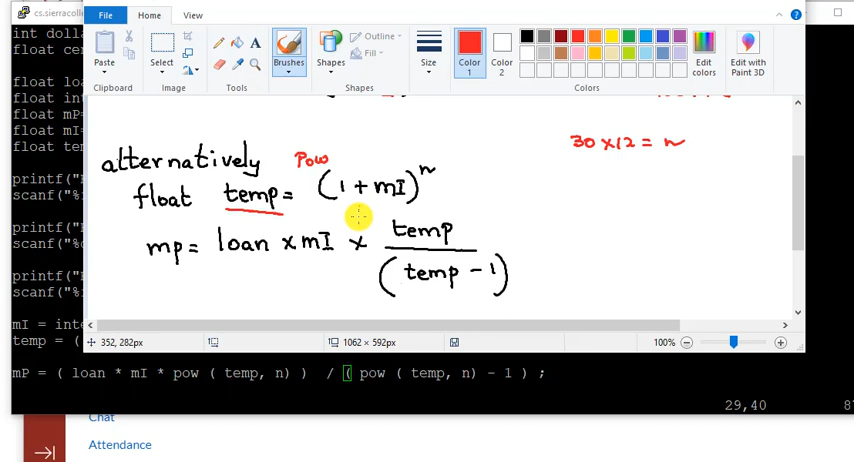 cs.sierracolle
File Home View
Outline
Fill
Paste Select Brushes Shapes Size Color 1 Color 2 Edit colors Edit with Paint 3D
Clipboard Image Tools Shapes Colors
int dolla
float cen
float loa
float int
float mP=
float mI=
float tem
printf("
scanf("%
printf("
scanf("%
printf("
scanf("%
mI = inte
temp = (
30 x 12 = n
alternatively
Pow
float temp = (1 + mI)^n
mp = loan x mI x temp
(temp - 1)
352, 282px 1062 × 592px 100%
mP = ( loan * mI * pow ( temp, n) ) / ( pow ( temp, n) - 1 ) ;
29,40
Chat
Attendance